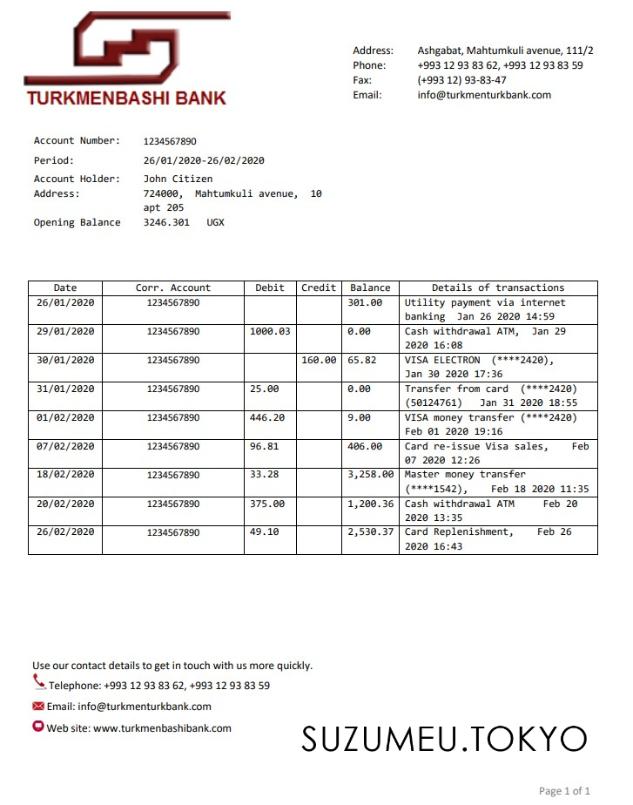 TURKMENBASHI BANK
Address: Ashgabat, Mahtumkuli avenue, 111/2
Phone: +993 12 93 83 62, +993 12 93 83 59
Fax: (+993 12) 93-83-47
Email: info@turkmenturkbank.com
Account Number: 1234567890
Period: 26/01/2020-26/02/2020
Account Holder: John Citizen
Address: 724000, Mahtumkuli avenue, 10
apt 205
Opening Balance 3246.301 UGX
Date Corr. Account Debit Credit Balance Details of transactions
26/01/2020 1234567890 301.00 Utility payment via internet
banking Jan 26 2020 14:59
29/01/2020 1234567890 1000.03 0.00 Cash withdrawal ATM, Jan 29
2020 16:08
30/01/2020 1234567890 160.00 65.82 VISA ELECTRON (****2420),
Jan 30 2020 17:36
31/01/2020 1234567890 25.00 0.00 Transfer from card (****2420)
(50124761) Jan 31 2020 18:55
01/02/2020 1234567890 446.20 9.00 VISA money transfer (****2420)
Feb 01 2020 19:16
07/02/2020 1234567890 96.81 406.00 Card re-issue Visa sales, Feb
07 2020 12:26
18/02/2020 1234567890 33.28 3,258.00 Master money transfer
(****1542), Feb 18 2020 11:35
20/02/2020 1234567890 375.00 1,200.36 Cash withdrawal ATM Feb 20
2020 13:35
26/02/2020 1234567890 49.10 2,530.37 Card Replenishment, Feb 26
2020 16:43
Use our contact details to get in touch with us more quickly.
Telephone: +993 12 93 83 62, +993 12 93 83 59
Email: info@turkmenturkbank.com
Web site: www.turkmenbashibank.com
SUZUMEU.TOKYO
Page 1 of 1